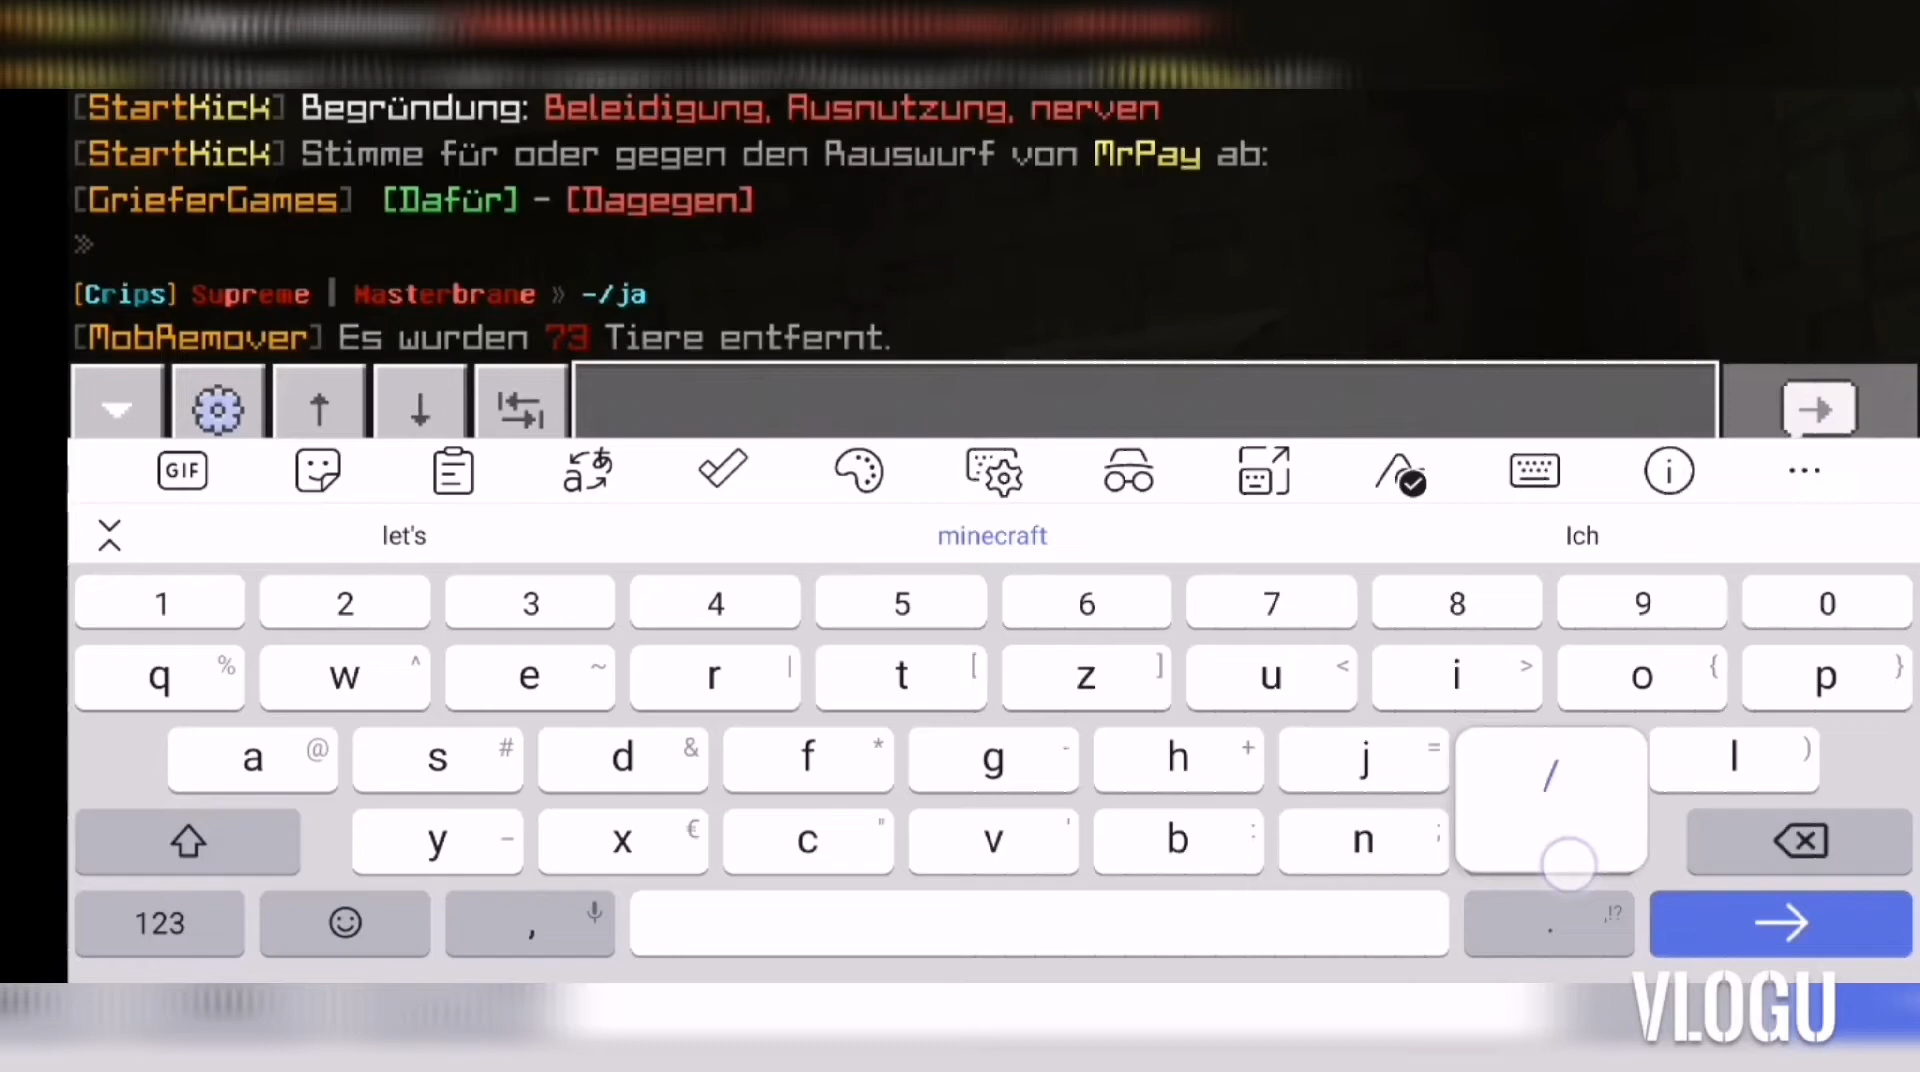 [StartKick] Begründung: Beleidigung, Ausnutzung, nerven
[StartKick] Stimme für oder gegen den Rauswurf von MrPay ab:
[GrieferGames] [Dafür] - [Dagegen]
»
[Crips] Supreme | Masterbrane » ~/ja
[MobRemover] Es wurden 73 Tiere entfernt.
GIF
let's minecraft Ich
1 2 3 4 5 6 7 8 9 0
q % w ^ e ~ r | t [ z ] u < i > o { p }
a @ s # d & f * g - h + j = / l )
y _ x € c " v ' b : n ;
123 , . ,!?
VLOGU